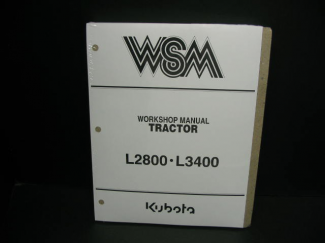 WSM
WORKSHOP MANUAL
TRACTOR
L2800·L3400
Kubota